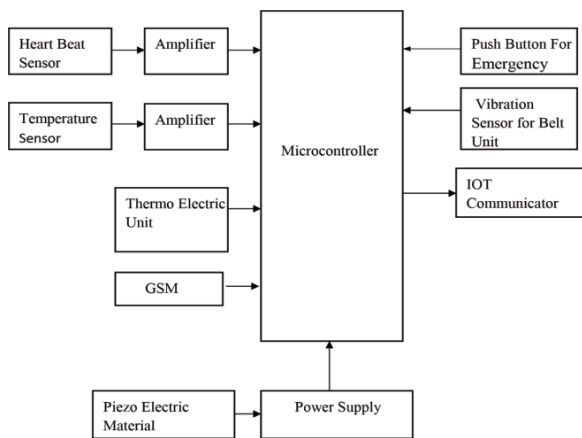 Heart Beat
Sensor
Amplifier
Push Button For
Emergency
Temperature
Sensor
Amplifier
Vibration
Sensor for Belt
Unit
Microcontroller
Thermo Electric
Unit
IOT
Communicator
GSM
Piezo Electric
Material
Power Supply